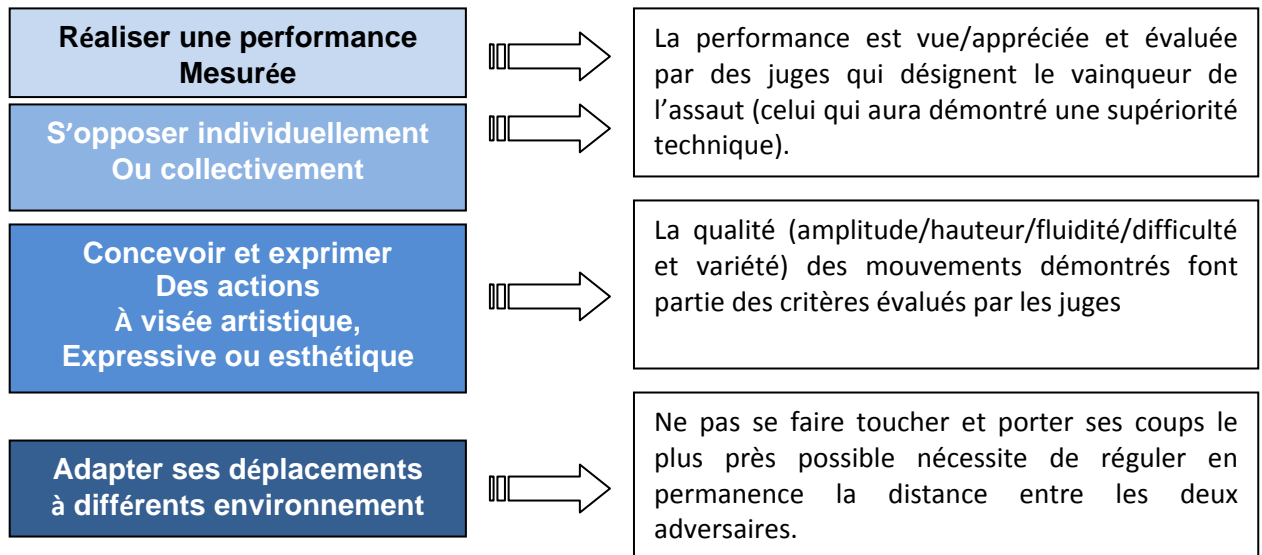 Réaliser une performance
Mesurée
La performance est vue/appréciée et évaluée
par des juges qui désignent le vainqueur de
l’assaut (celui qui aura démontré une supériorité
technique).
S’opposer individuellement
Ou collectivement
Concevoir et exprimer
Des actions
À visée artistique,
Expressive ou esthétique
La qualité (amplitude/hauteur/fluidité/difficulté
et variété) des mouvements démontrés font
partie des critères évalués par les juges
Adapter ses déplacements
à différents environnement
Ne pas se faire toucher et porter ses coups le
plus près possible nécessite de réguler en
permanence la distance entre les deux
adversaires.